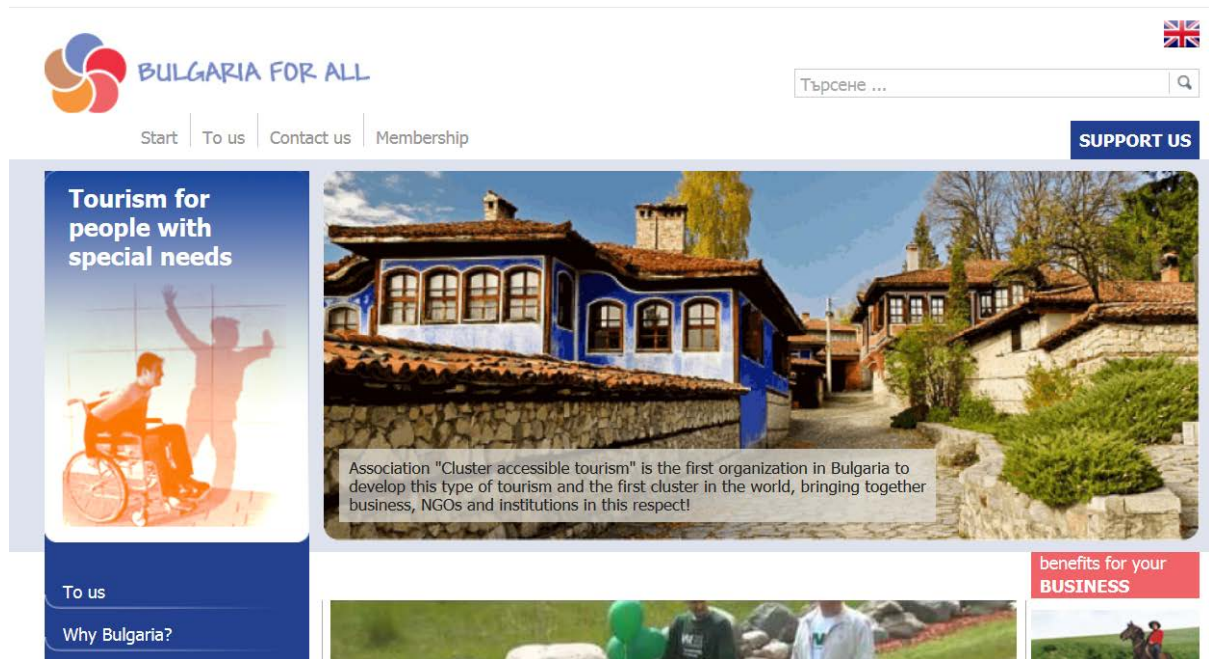 BULGARIA FOR ALL
Търсене ...
Start
To us
Contact us
Membership
SUPPORT US
Tourism for
people with
special needs
Association "Cluster accessible tourism" is the first organization in Bulgaria to
develop this type of tourism and the first cluster in the world, bringing together
business, NGOs and institutions in this respect!
To us
Why Bulgaria?
benefits for your
BUSINESS